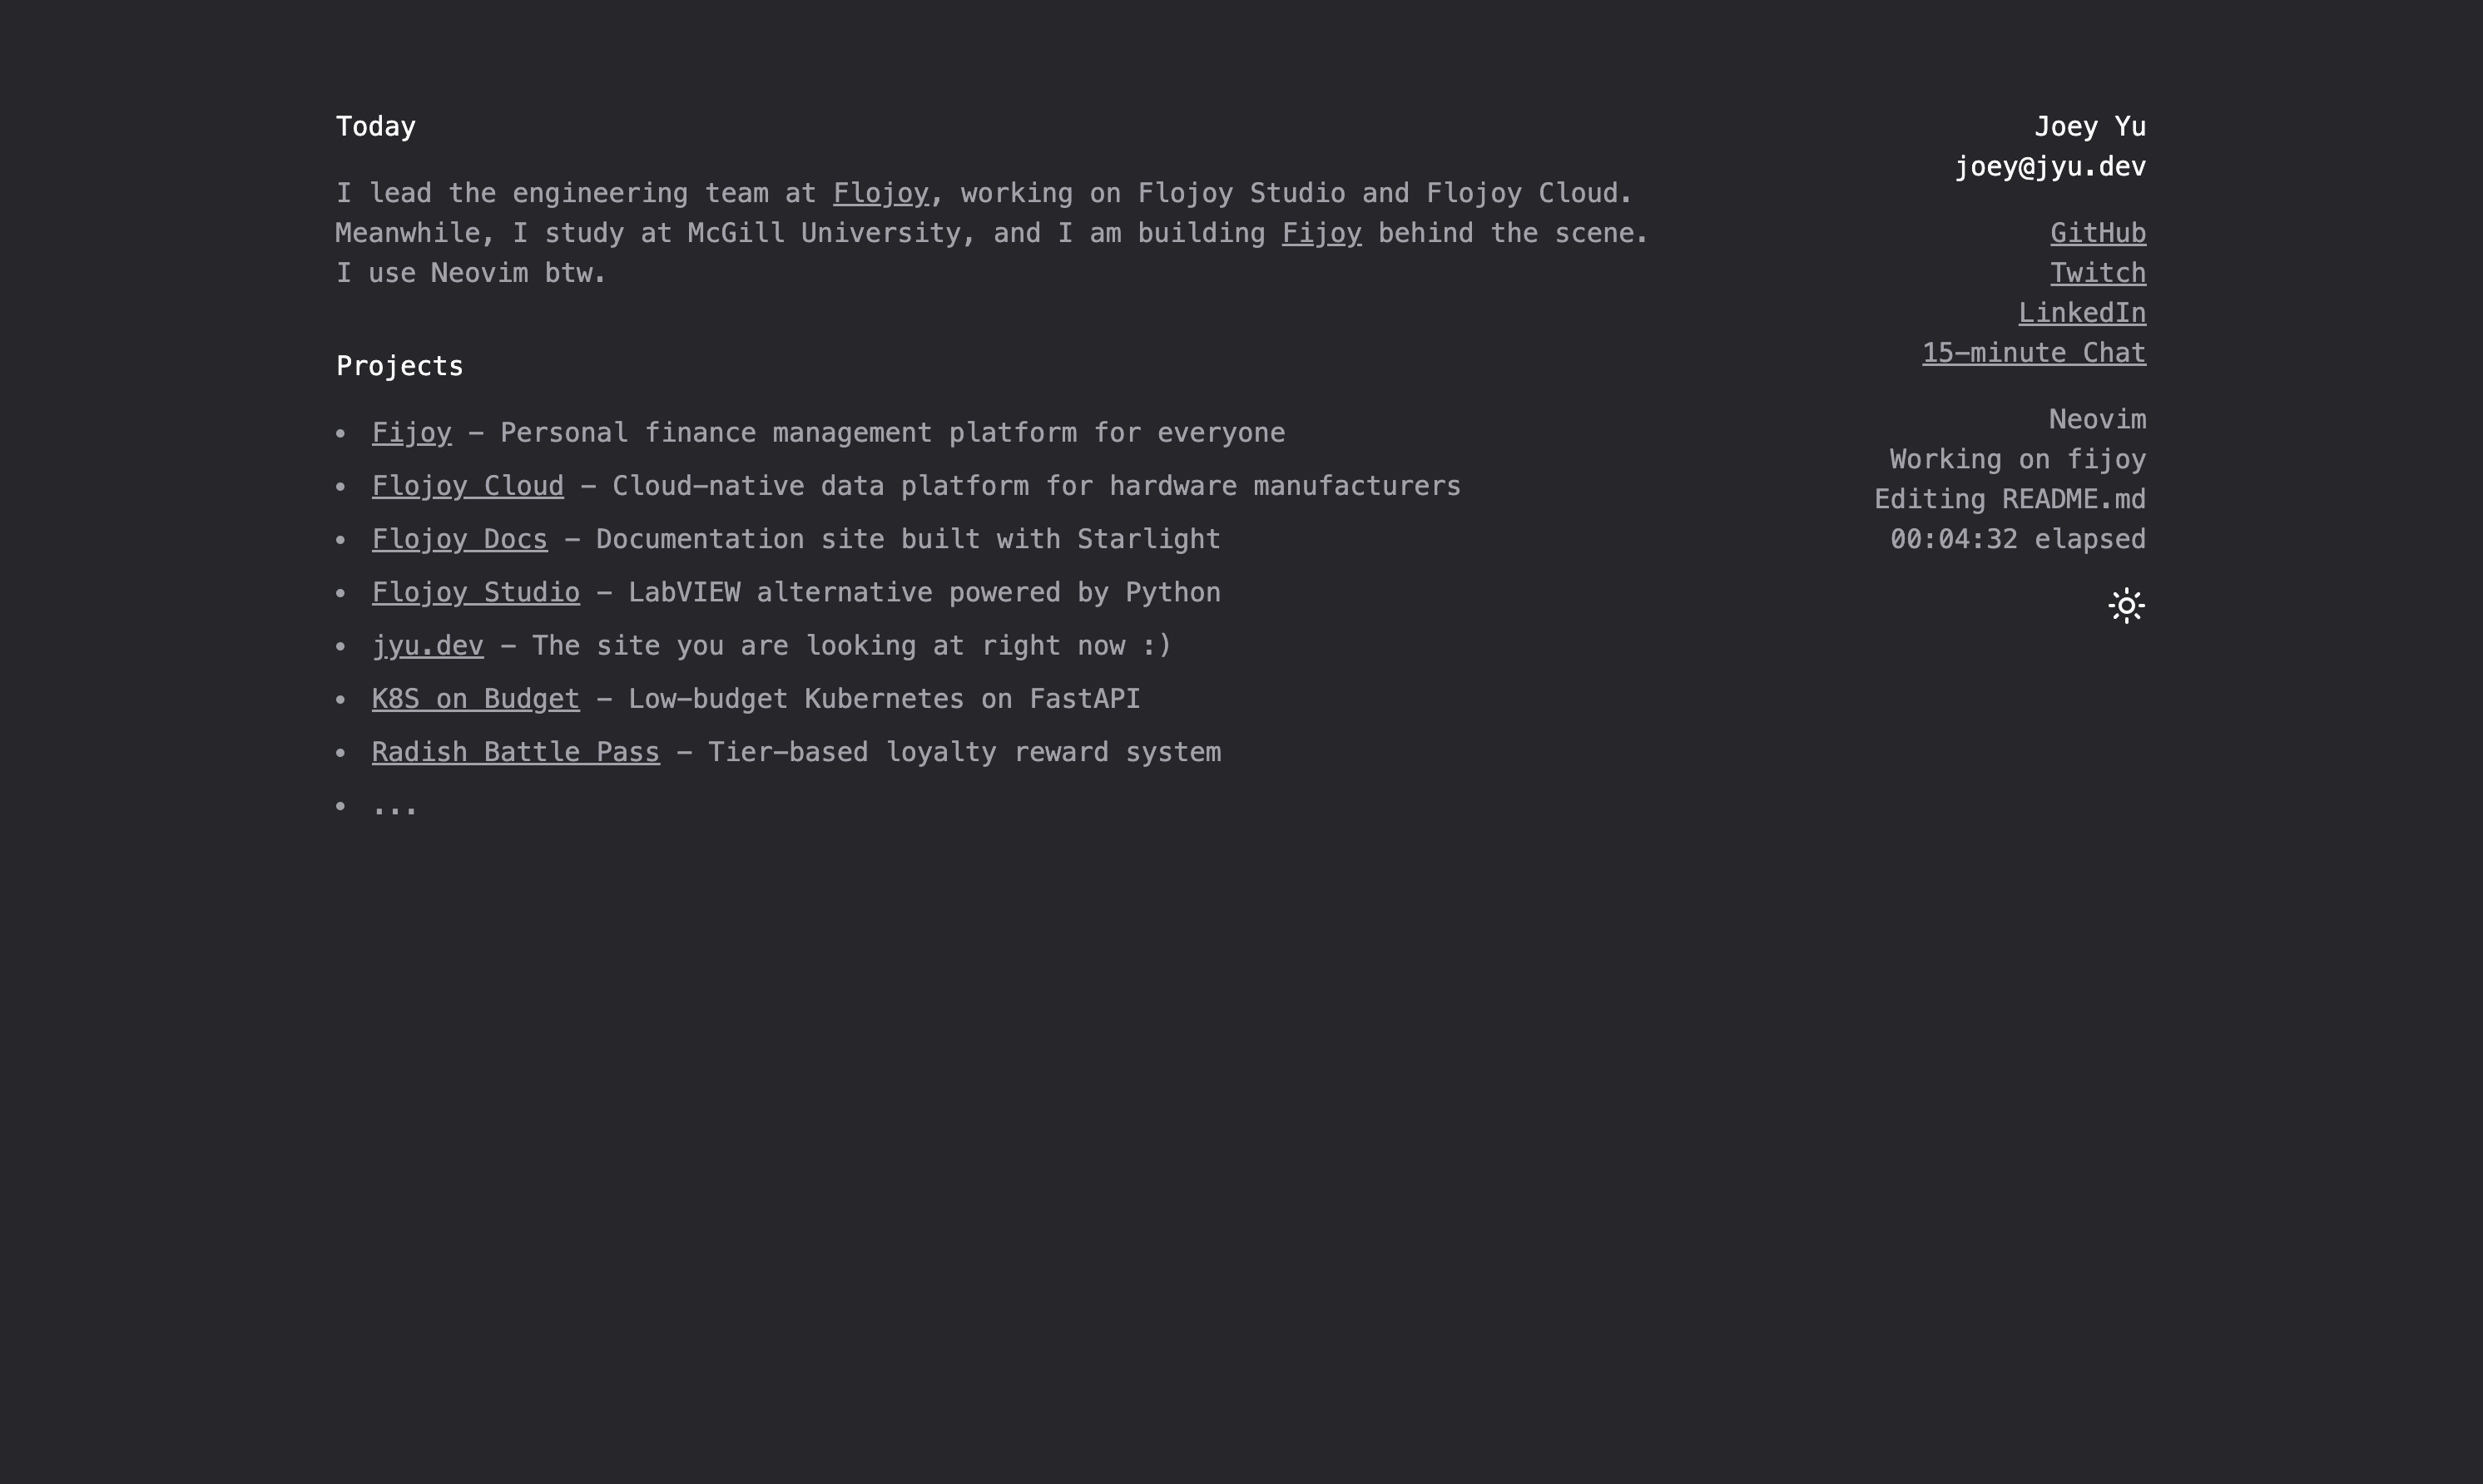 Today
I lead the engineering team at Flojoy, working on Flojoy Studio and Flojoy Cloud.
Meanwhile, I study at McGill University, and I am building Fijoy behind the scene.
I use Neovim btw.
Projects
• Fijoy – Personal finance management platform for everyone
• Flojoy Cloud – Cloud-native data platform for hardware manufacturers
• Flojoy Docs – Documentation site built with Starlight
• Flojoy Studio – LabVIEW alternative powered by Python
• jyu.dev – The site you are looking at right now :)
• K8S on Budget – Low-budget Kubernetes on FastAPI
• Radish Battle Pass – Tier-based loyalty reward system
• ...
Joey Yu
joey@jyu.dev
GitHub
Twitch
LinkedIn
15-minute Chat
Neovim
Working on fijoy
Editing README.md
00:04:32 elapsed